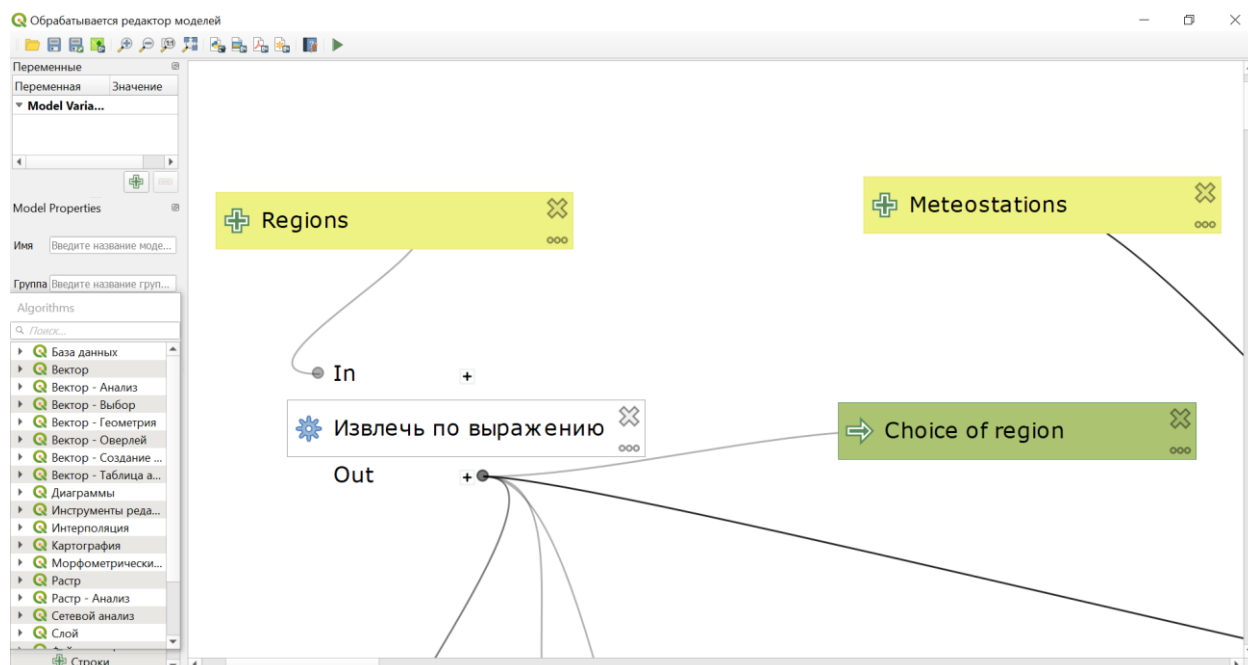 Обрабатывается редактор моделей
Переменные
Переменная Значение
Model Varia...
Model Properties
Имя Введите название моде...
Группа Введите название груп...
Algorithms
Поиск...
База данных
Вектор
Вектор - Анализ
Вектор - Выбор
Вектор - Геометрия
Вектор - Оверлей
Вектор - Создание ...
Вектор - Таблица а...
Диаграммы
Инструменты реда...
Интерполяция
Картография
Морфометрически...
Растр
Растр - Анализ
Сетевой анализ
Слой
Строки
Regions
Meteostations
In
Извлечь по выражению
Choice of region
Out